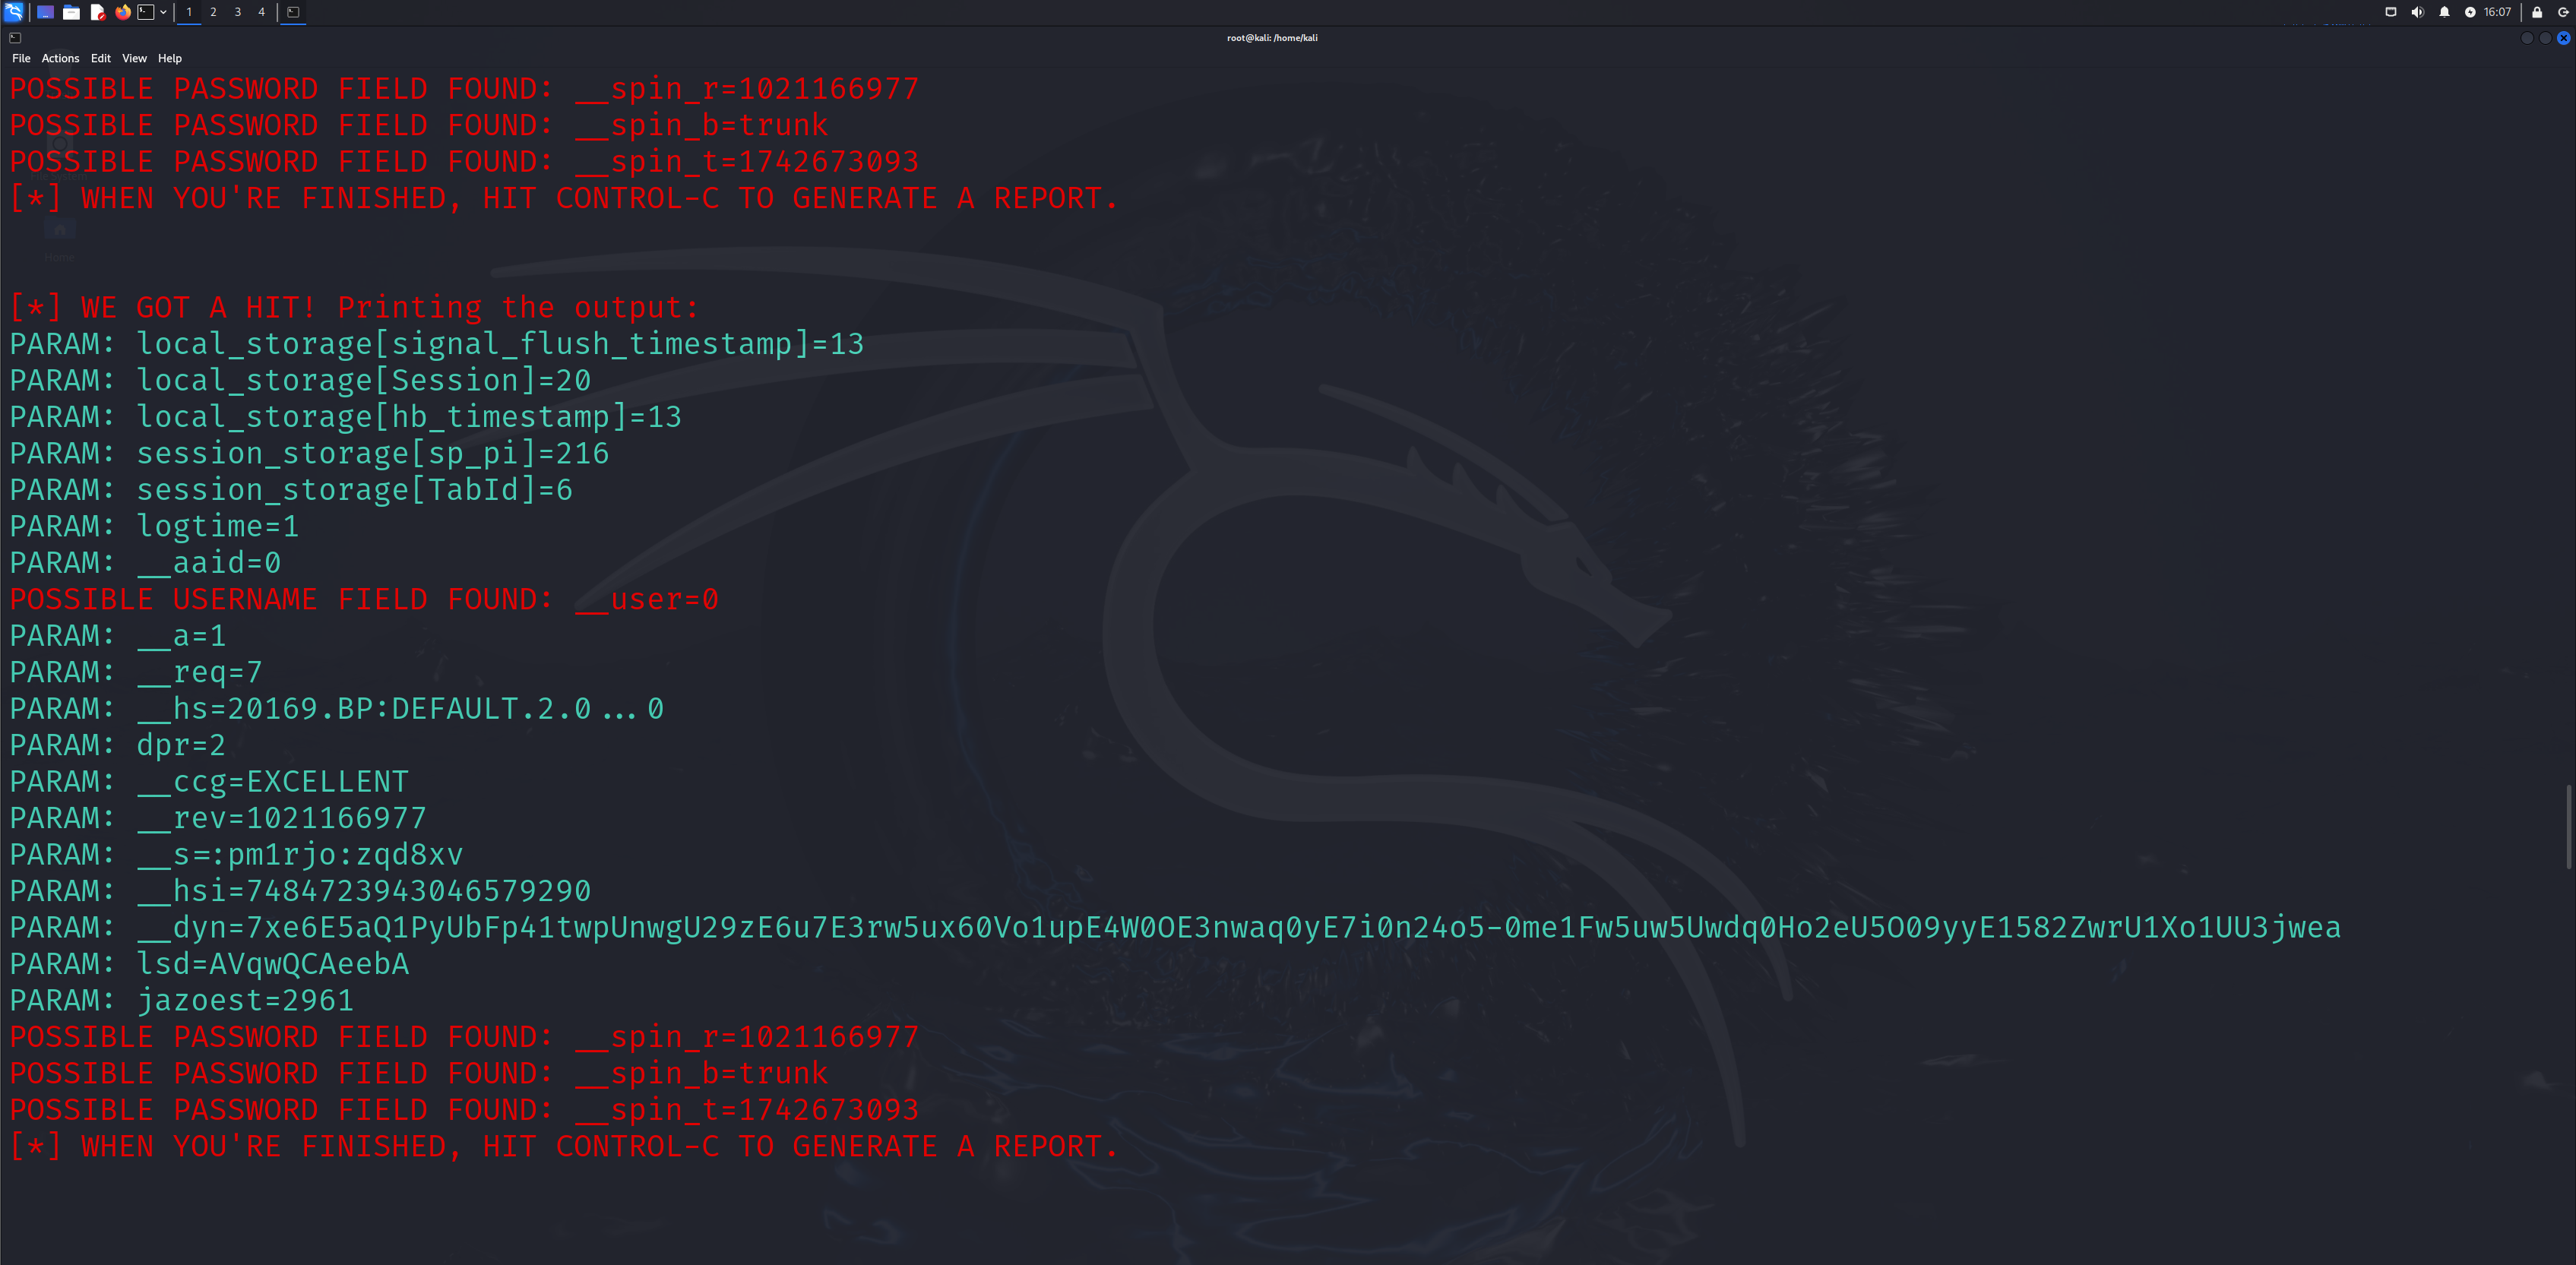 1 2 3 4 16:07
root@kali: /home/kali
File Actions Edit View Help
POSSIBLE PASSWORD FIELD FOUND: __spin_r=1021166977
POSSIBLE PASSWORD FIELD FOUND: __spin_b=trunk
POSSIBLE PASSWORD FIELD FOUND: __spin_t=1742673093
[*] WHEN YOU'RE FINISHED, HIT CONTROL-C TO GENERATE A REPORT.
Home
[*] WE GOT A HIT! Printing the output:
PARAM: local_storage[signal_flush_timestamp]=13
PARAM: local_storage[Session]=20
PARAM: local_storage[hb_timestamp]=13
PARAM: session_storage[sp_pi]=216
PARAM: session_storage[TabId]=6
PARAM: logtime=1
PARAM: __aaid=0
POSSIBLE USERNAME FIELD FOUND: __user=0
PARAM: __a=1
PARAM: __req=7
PARAM: __hs=20169.BP:DEFAULT.2.0...0
PARAM: dpr=2
PARAM: __ccg=EXCELLENT
PARAM: __rev=1021166977
PARAM: __s=:pm1rjo:zqd8xv
PARAM: __hsi=7484723943046579290
PARAM: __dyn=7xe6E5aQ1PyUbFp41twpUnwgU29zE6u7E3rw5ux60Vo1upE4W0OE3nwaq0yE7i0n24o5-0me1Fw5uw5Uwdq0Ho2eU5O09yyE1582ZwrU1Xo1UU3jwea
PARAM: lsd=AVqwQCAeebA
PARAM: jazoest=2961
POSSIBLE PASSWORD FIELD FOUND: __spin_r=1021166977
POSSIBLE PASSWORD FIELD FOUND: __spin_b=trunk
POSSIBLE PASSWORD FIELD FOUND: __spin_t=1742673093
[*] WHEN YOU'RE FINISHED, HIT CONTROL-C TO GENERATE A REPORT.